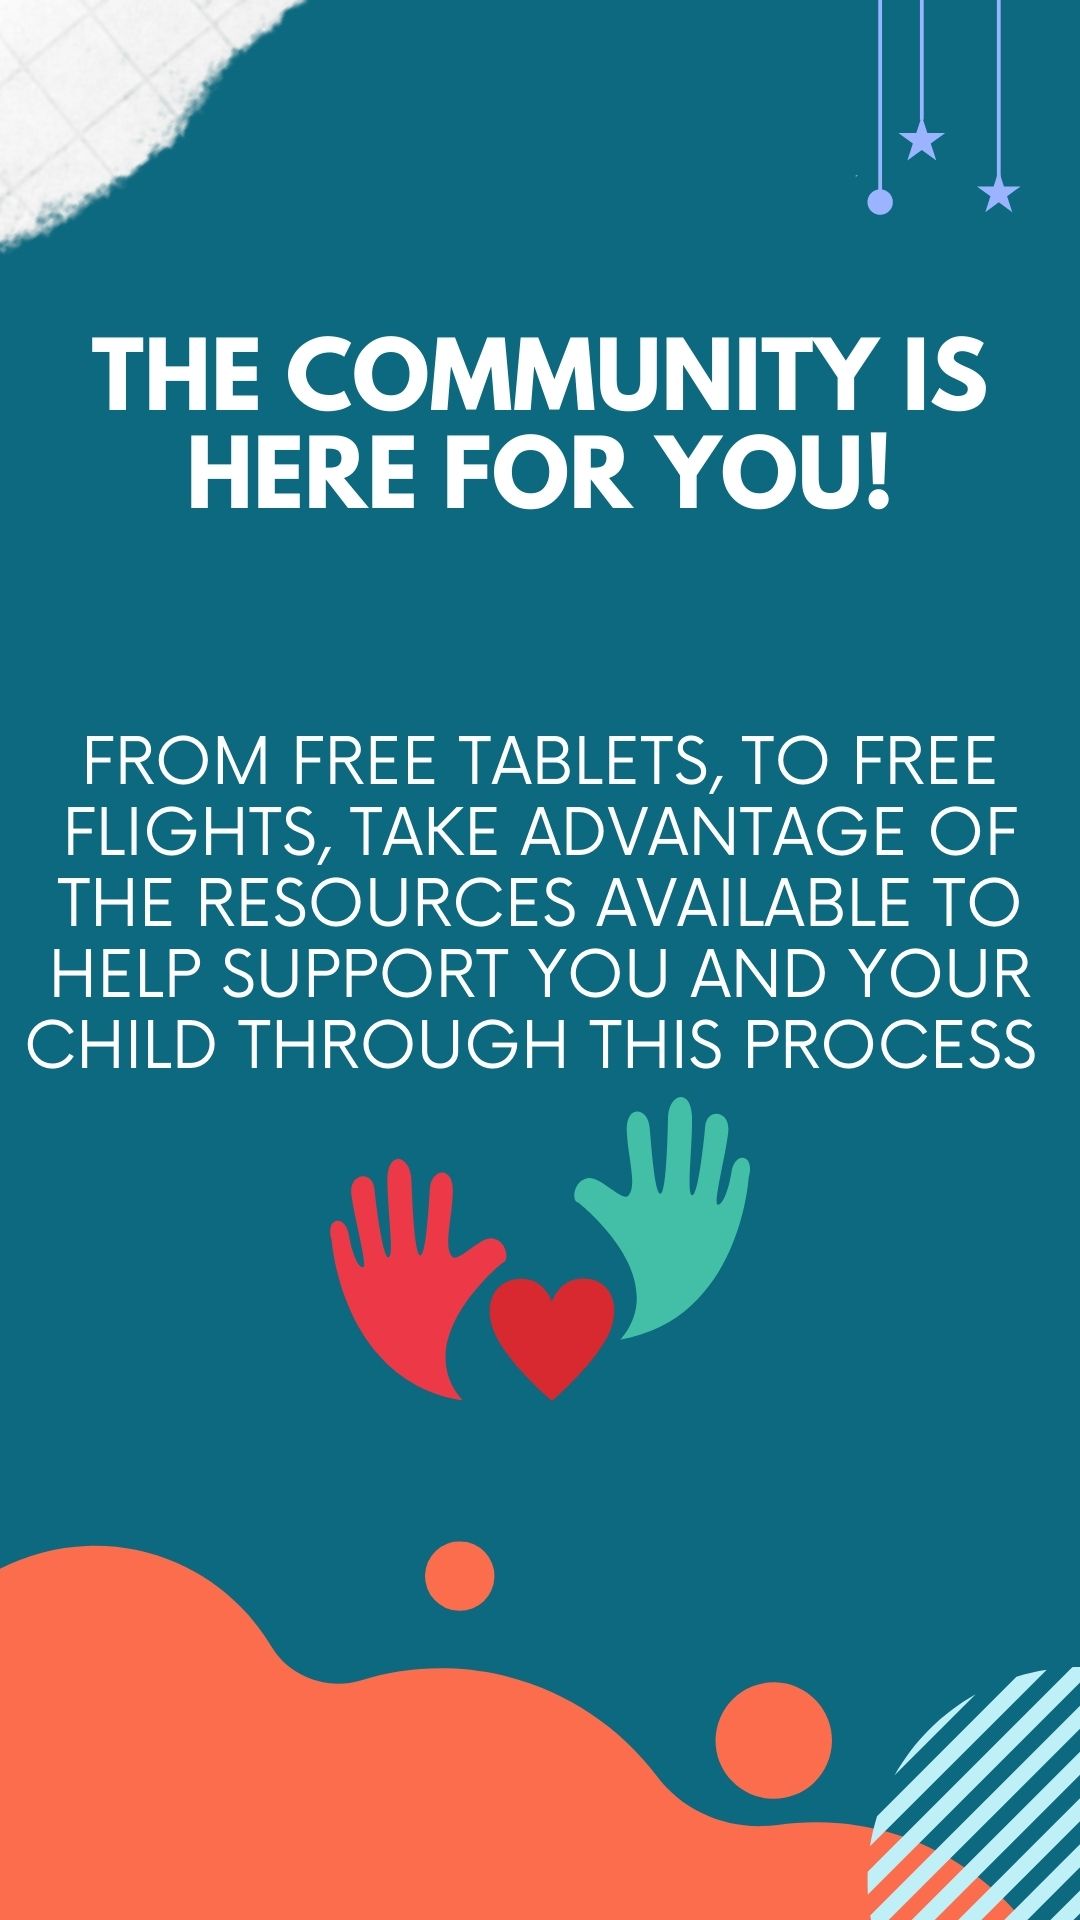 THE COMMUNITY IS
HERE FOR YOU!
FROM FREE TABLETS, TO FREE
FLIGHTS, TAKE ADVANTAGE OF
THE RESOURCES AVAILABLE TO
HELP SUPPORT YOU AND YOUR
CHILD THROUGH THIS PROCESS